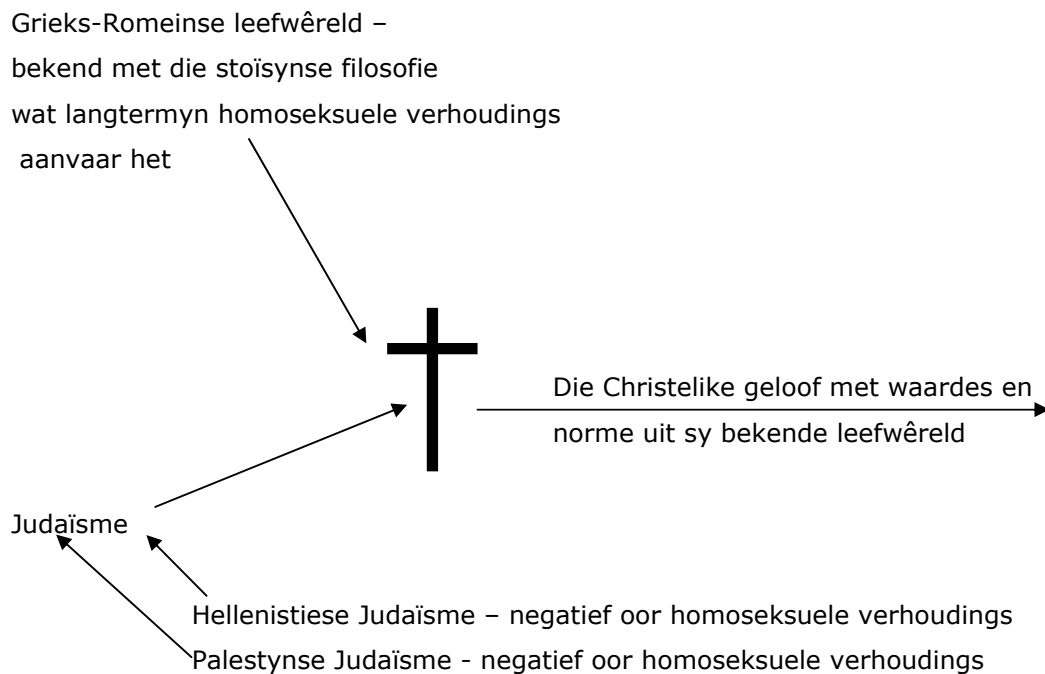 Grieks-Romeinse leefwêreld –
bekend met die stoïsynse filosofie
wat langtermyn homoseksuele verhoudings
aanvaar het
Die Christelike geloof met waardes en
norme uit sy bekende leefwêreld
Judaïsme
Hellenistiese Judaïsme – negatief oor homoseksuele verhoudings
Palestynse Judaïsme - negatief oor homoseksuele verhoudings